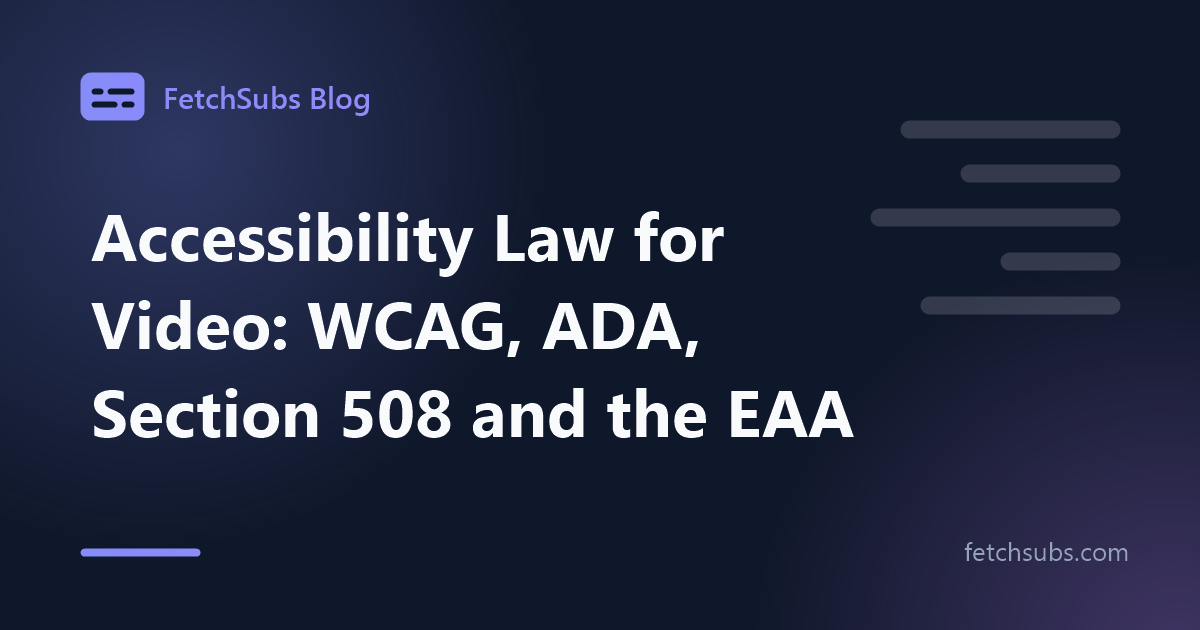 FetchSubs Blog
Accessibility Law for
Video: WCAG, ADA,
Section 508 and the EAA
fetchsubs.com